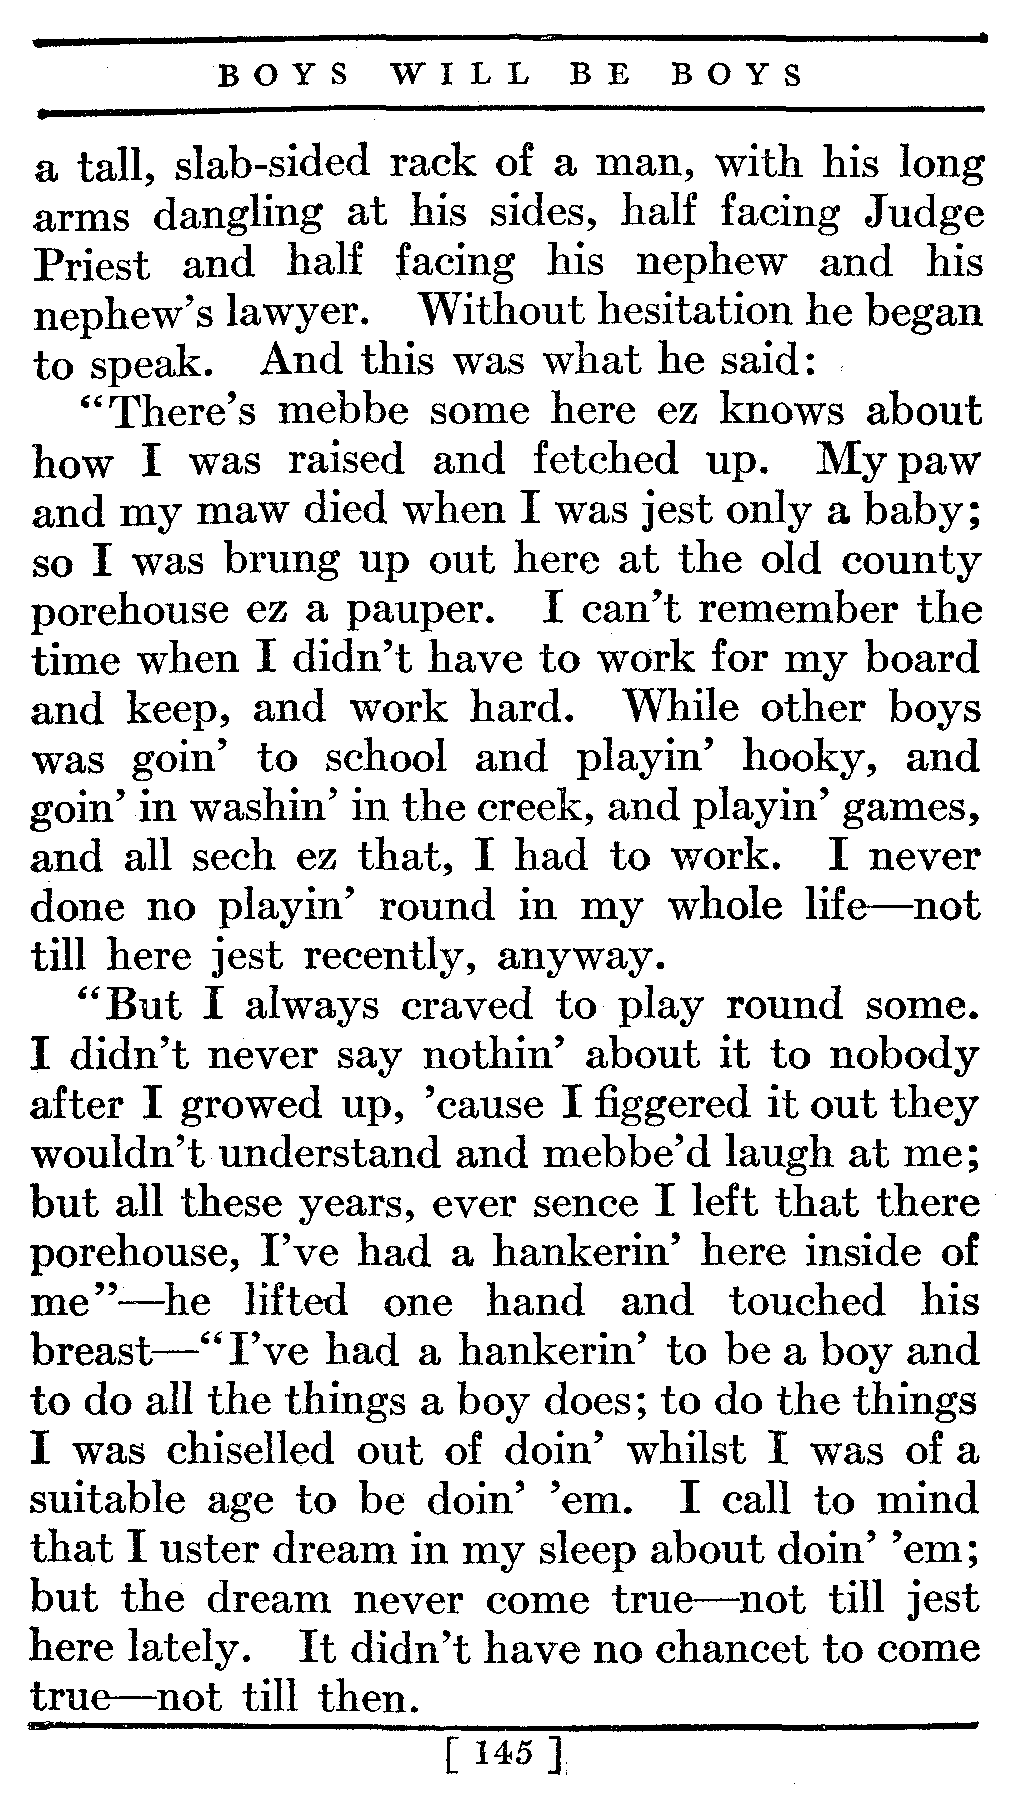 BOYS WILL BE BOYS
a tall, slab-sided rack of a man, with his long
arms dangling at his sides, half facing Judge
Priest and half facing his nephew and his
nephew's lawyer. Without hesitation he began
to speak. And this was what he said:
"There's mebbe some here ez knows about
how I was raised and fetched up. My paw
and my maw died when I was jest only a baby;
so I was brung up out here at the old county
porehouse ez a pauper. I can't remember the
time when I didn't have to work for my board
and keep, and work hard. While other boys
was goin' to school and playin' hooky, and
goin' in washin' in the creek, and playin' games,
and all sech ez that, I had to work. I never
done no playin' round in my whole life—not
till here jest recently, anyway.
"But I always craved to play round some.
I didn't never say nothin' about it to nobody
after I growed up, 'cause I figgered it out they
wouldn't understand and mebbe'd laugh at me;
but all these years, ever sence I left that there
porehouse, I've had a hankerin' here inside of
me"—he lifted one hand and touched his
breast—"I've had a hankerin' to be a boy and
to do all the things a boy does; to do the things
I was chiselled out of doin' whilst I was of a
suitable age to be doin' 'em. I call to mind
that I uster dream in my sleep about doin' 'em;
but the dream never come true—not till jest
here lately. It didn't have no chancet to come
true—not till then.
[ 145 ]